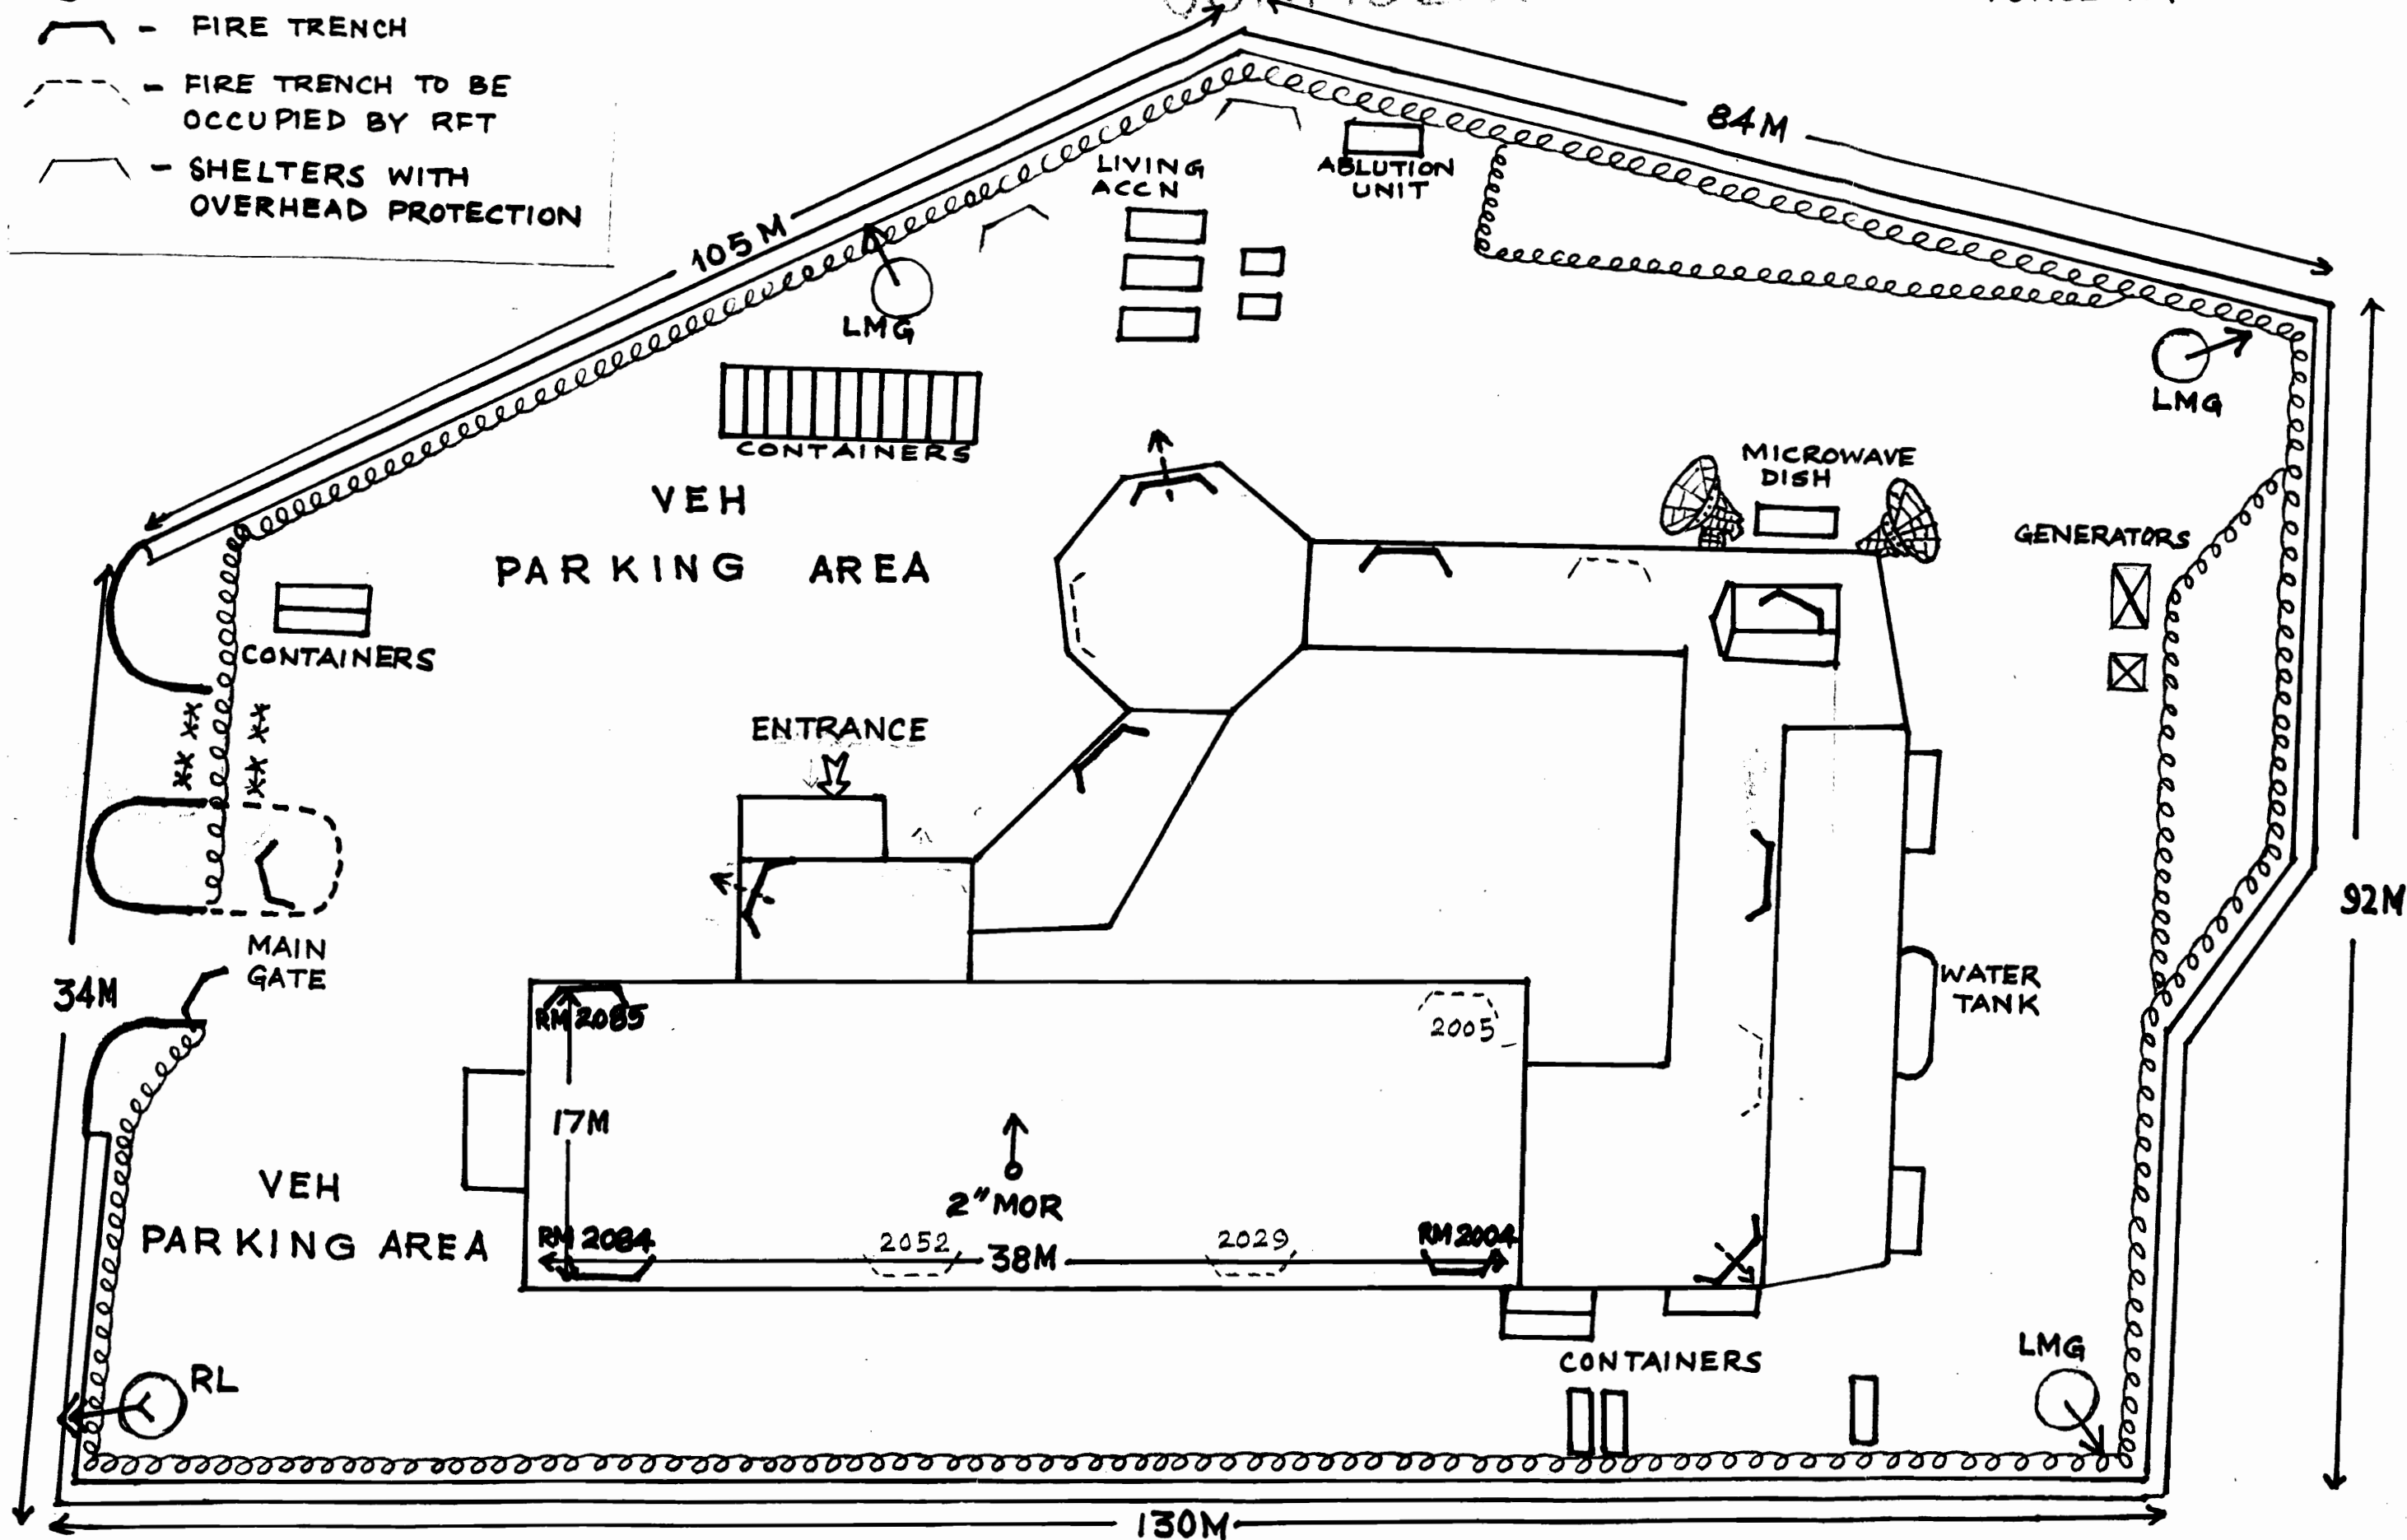 - FIRE TRENCH
- FIRE TRENCH TO BE
OCCUPIED BY RFT
- SHELTERS WITH
OVERHEAD PROTECTION
84M
105M
LIVING
ACCN
ABLUTION
UNIT
LMG
LMG
CONTAINERS
VEH
PARKING AREA
MICROWAVE
DISH
GENERATORS
CONTAINERS
ENTRANCE
MAIN
GATE
34M
92M
WATER
TANK
RM 2085
2005
17M
VEH
PARKING AREA
2" MOR
RM 2084
2052
38M
2029
RM 2004
RL
CONTAINERS
LMG
130M